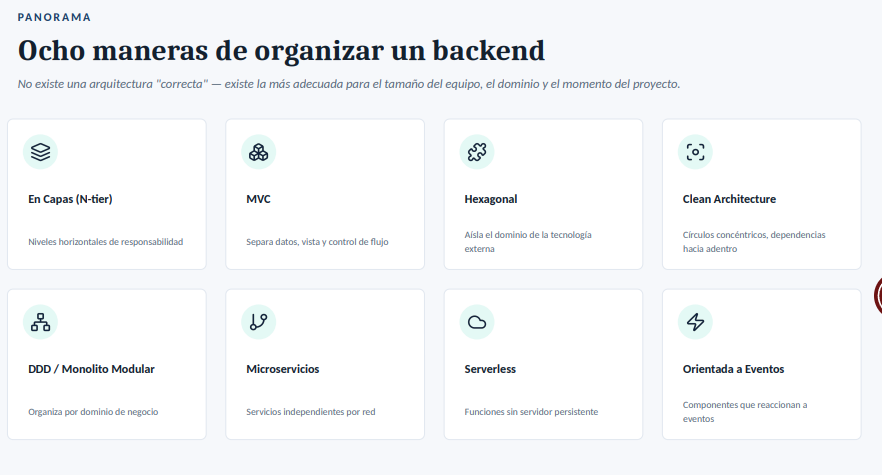 PANORAMA
Ocho maneras de organizar un backend
No existe una arquitectura "correcta" — existe la más adecuada para el tamaño del equipo, el dominio y el momento del proyecto.
En Capas (N-tier)
Niveles horizontales de responsabilidad
MVC
Separa datos, vista y control de flujo
Hexagonal
Aísla el dominio de la tecnología
externa
Clean Architecture
Círculos concéntricos, dependencias
hacia adentro
DDD / Monolito Modular
Organiza por dominio de negocio
Microservicios
Servicios independientes por red
Serverless
Funciones sin servidor persistente
Orientada a Eventos
Componentes que reaccionan a
eventos